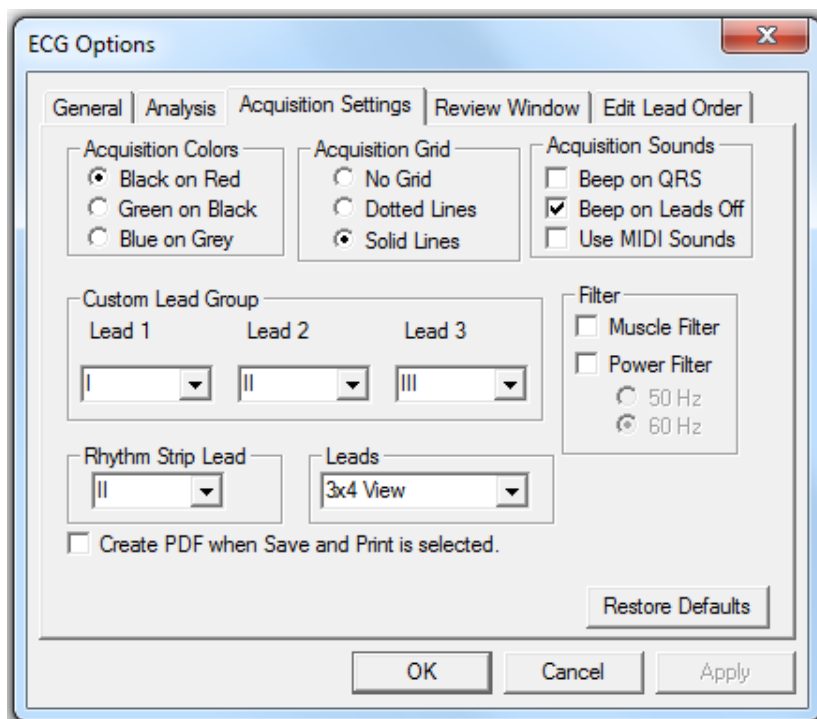 ECG Options
General Analysis Acquisition Settings Review Window Edit Lead Order
Acquisition Colors
Black on Red
Green on Black
Blue on Grey
Acquisition Grid
No Grid
Dotted Lines
Solid Lines
Acquisition Sounds
Beep on QRS
Beep on Leads Off
Use MIDI Sounds
Custom Lead Group
Lead 1 Lead 2 Lead 3
I II III
Filter
Muscle Filter
Power Filter
50 Hz
60 Hz
Rhythm Strip Lead
II
Leads
3x4 View
Create PDF when Save and Print is selected.
Restore Defaults
OK Cancel Apply